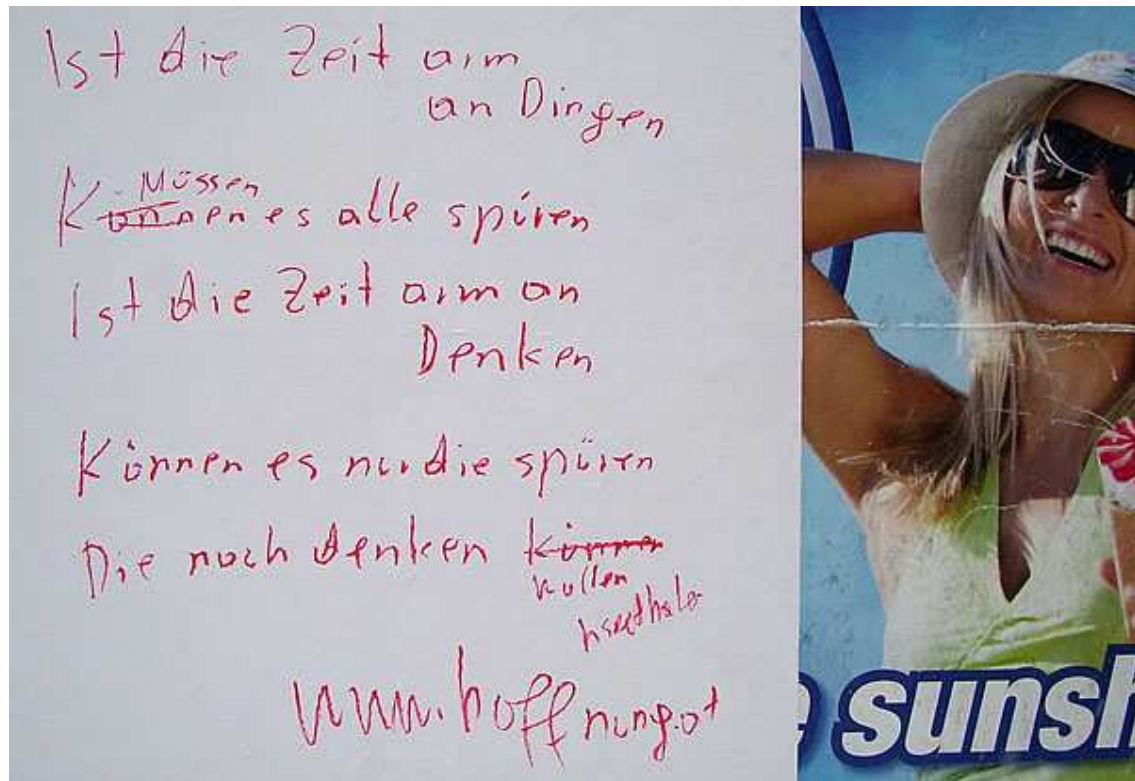 Ist die Zeit arm
an Dingen
Müssen
Können es alle spüren
Ist die Zeit arm an
Denken
Können es nur die spüren
Die noch denken können
wollen
www.hoffnung.at
sunsh